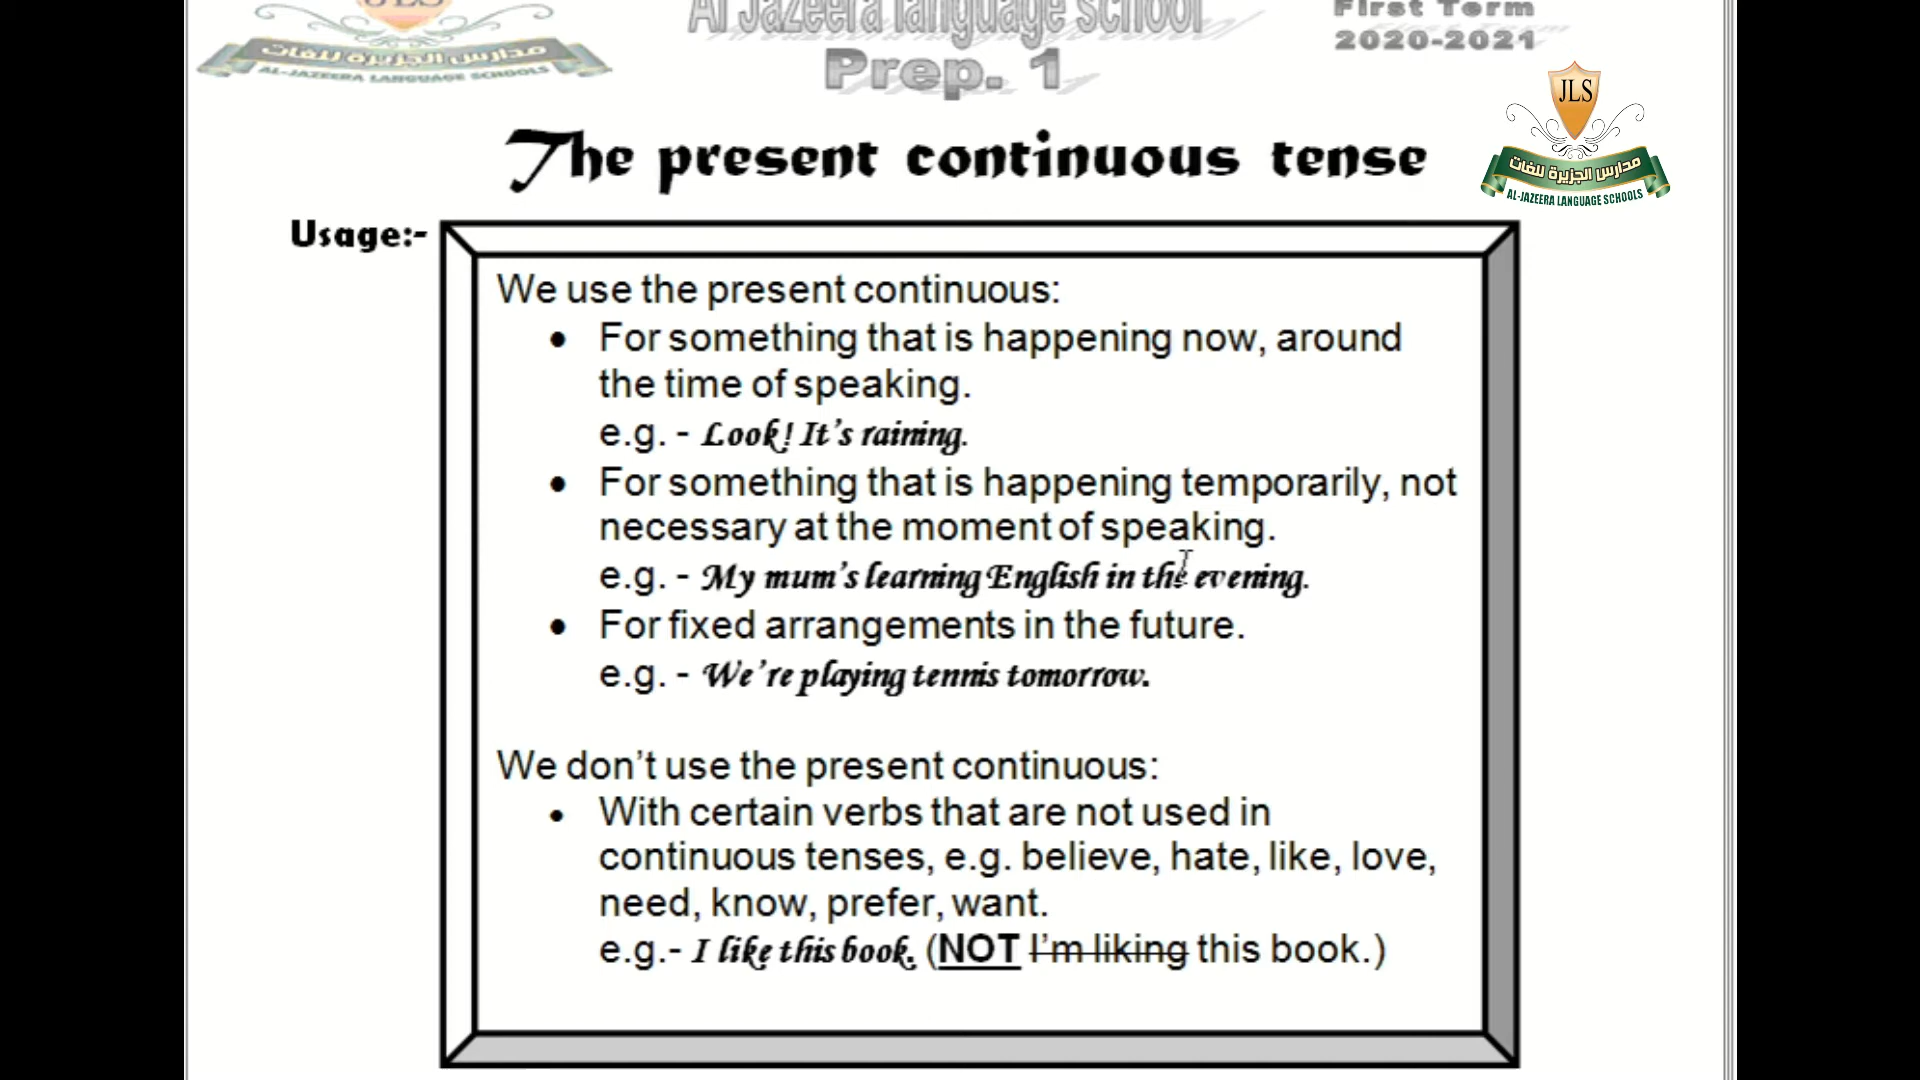 JLS
مدارس الجزيرة للغات
AL-JAZEERA LANGUAGE SCHOOLS
Al Jazeera language school
Prep. 1
First Term
2020-2021
JLS
مدارس الجزيرة للغات
AL-JAZEERA LANGUAGE SCHOOLS
The present continuous tense
Usage:-
We use the present continuous:
• For something that is happening now, around
the time of speaking.
e.g. - Look! It's raining.
• For something that is happening temporarily, not
necessary at the moment of speaking.
e.g. - My mum's learning English in the evening.
• For fixed arrangements in the future.
e.g. - We're playing tennis tomorrow.
We don't use the present continuous:
• With certain verbs that are not used in
continuous tenses, e.g. believe, hate, like, love,
need, know, prefer, want.
e.g.- I like this book. (NOT I'm liking this book.)